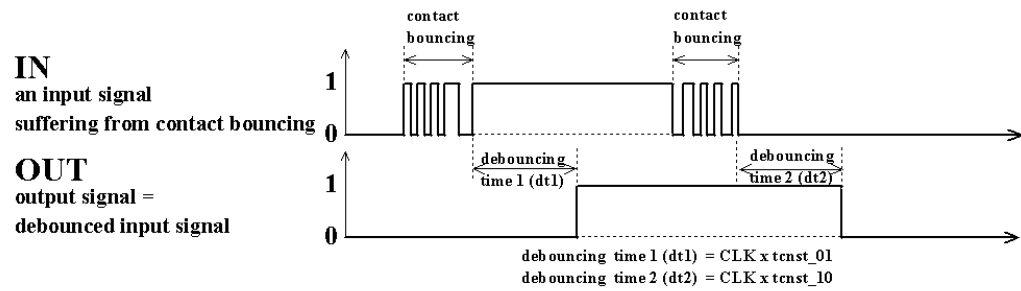 contact
bouncing
contact
bouncing
IN
an input signal
suffering from contact bouncing
1
0
OUT
output signal =
debounced input signal
1
0
debouncing
time 1 (dt1)
debouncing
time 2 (dt2)
debouncing time 1 (dt1) = CLK x tcnst_01
debouncing time 2 (dt2) = CLK x tcnst_10